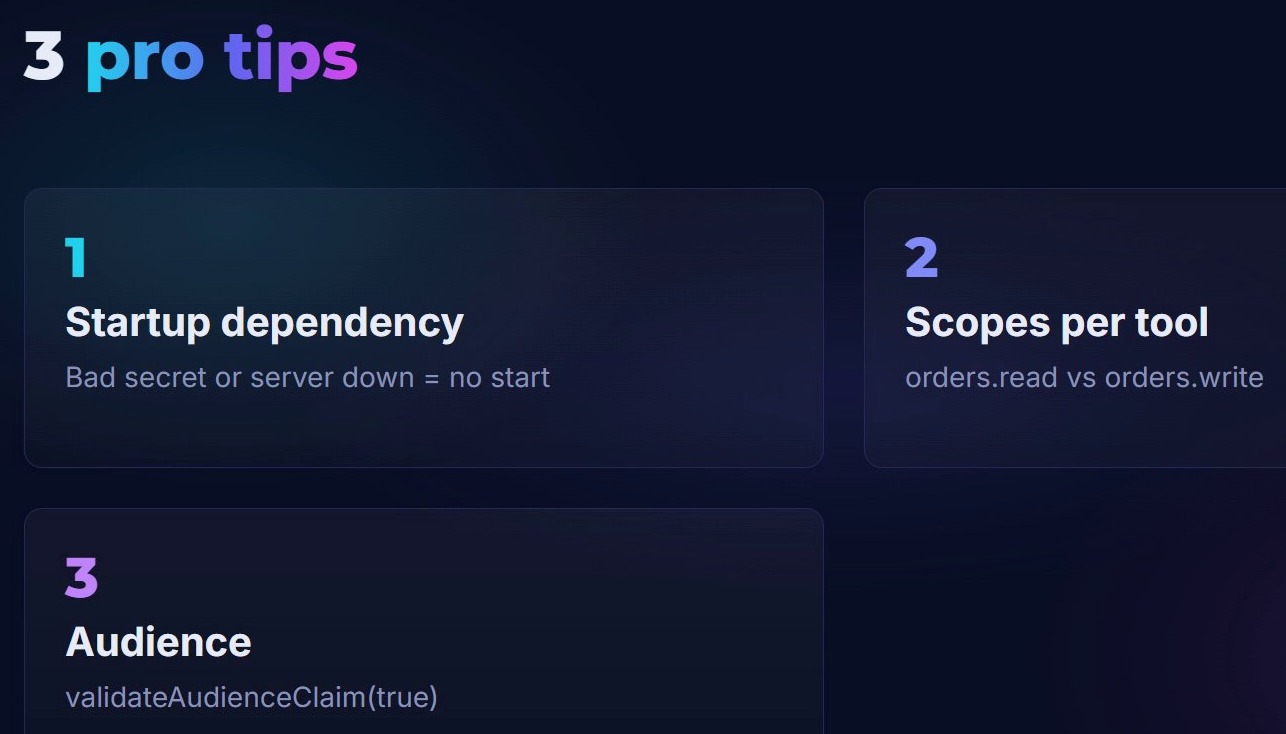 3 pro tips
1
Startup dependency
Bad secret or server down = no start
2
Scopes per tool
orders.read vs orders.write
3
Audience
validateAudienceClaim(true)